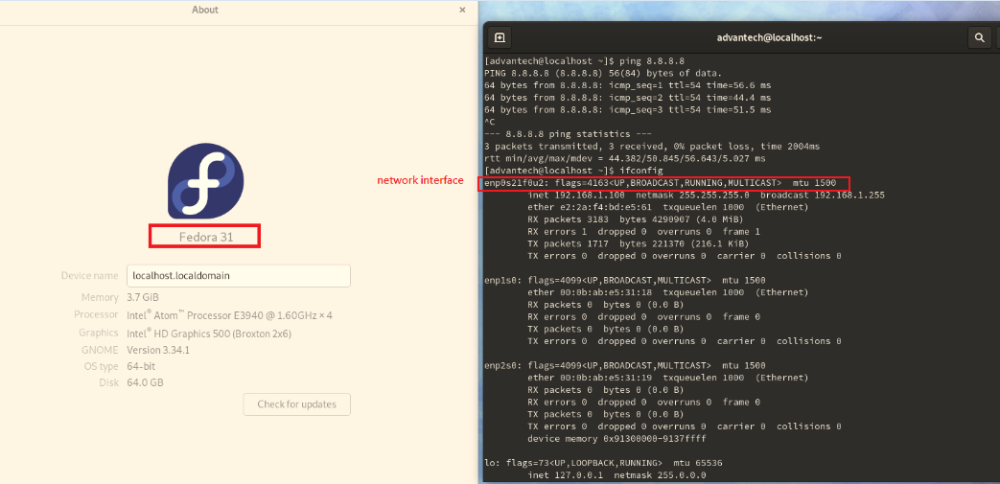 About
×
Fedora 31
Device name localhost.localdomain
Memory 3.7 GiB
Processor Intel® Atom™ Processor E3940 @ 1.60GHz × 4
Graphics Intel® HD Graphics 500 (Broxton 2x6)
GNOME Version 3.34.1
OS type 64-bit
Disk 64.0 GB
Check for updates
network interface
advantech@localhost:~
[advantech@localhost ~]$ ping 8.8.8.8
PING 8.8.8.8 (8.8.8.8) 56(84) bytes of data.
64 bytes from 8.8.8.8: icmp_seq=1 ttl=54 time=56.6 ms
64 bytes from 8.8.8.8: icmp_seq=2 ttl=54 time=44.4 ms
64 bytes from 8.8.8.8: icmp_seq=3 ttl=54 time=51.5 ms
^C
--- 8.8.8.8 ping statistics ---
3 packets transmitted, 3 received, 0% packet loss, time 2004ms
rtt min/avg/max/mdev = 44.382/50.845/56.643/5.027 ms
[advantech@localhost ~]$ ifconfig
enp0s21f0u2: flags=4163<UP,BROADCAST,RUNNING,MULTICAST>  mtu 1500
inet 192.168.1.100  netmask 255.255.255.0  broadcast 192.168.1.255
ether e2:2a:f4:bd:e5:61  txqueuelen 1000  (Ethernet)
RX packets 3183  bytes 4290907 (4.0 MiB)
RX errors 1  dropped 0  overruns 0  frame 1
TX packets 1717  bytes 221370 (216.1 KiB)
TX errors 0  dropped 0 overruns 0  carrier 0  collisions 0
enp1s0: flags=4099<UP,BROADCAST,MULTICAST>  mtu 1500
ether 00:0b:ab:e5:31:18  txqueuelen 1000  (Ethernet)
RX packets 0  bytes 0 (0.0 B)
RX errors 0  dropped 0  overruns 0  frame 0
TX packets 0  bytes 0 (0.0 B)
TX errors 0  dropped 0 overruns 0  carrier 0  collisions 0
enp2s0: flags=4099<UP,BROADCAST,MULTICAST>  mtu 1500
ether 00:0b:ab:e5:31:19  txqueuelen 1000  (Ethernet)
RX packets 0  bytes 0 (0.0 B)
RX errors 0  dropped 0  overruns 0  frame 0
TX packets 0  bytes 0 (0.0 B)
TX errors 0  dropped 0 overruns 0  carrier 0  collisions 0
device memory 0x91300000-9137ffff
lo: flags=73<UP,LOOPBACK,RUNNING>  mtu 65536
inet 127.0.0.1  netmask 255.0.0.0